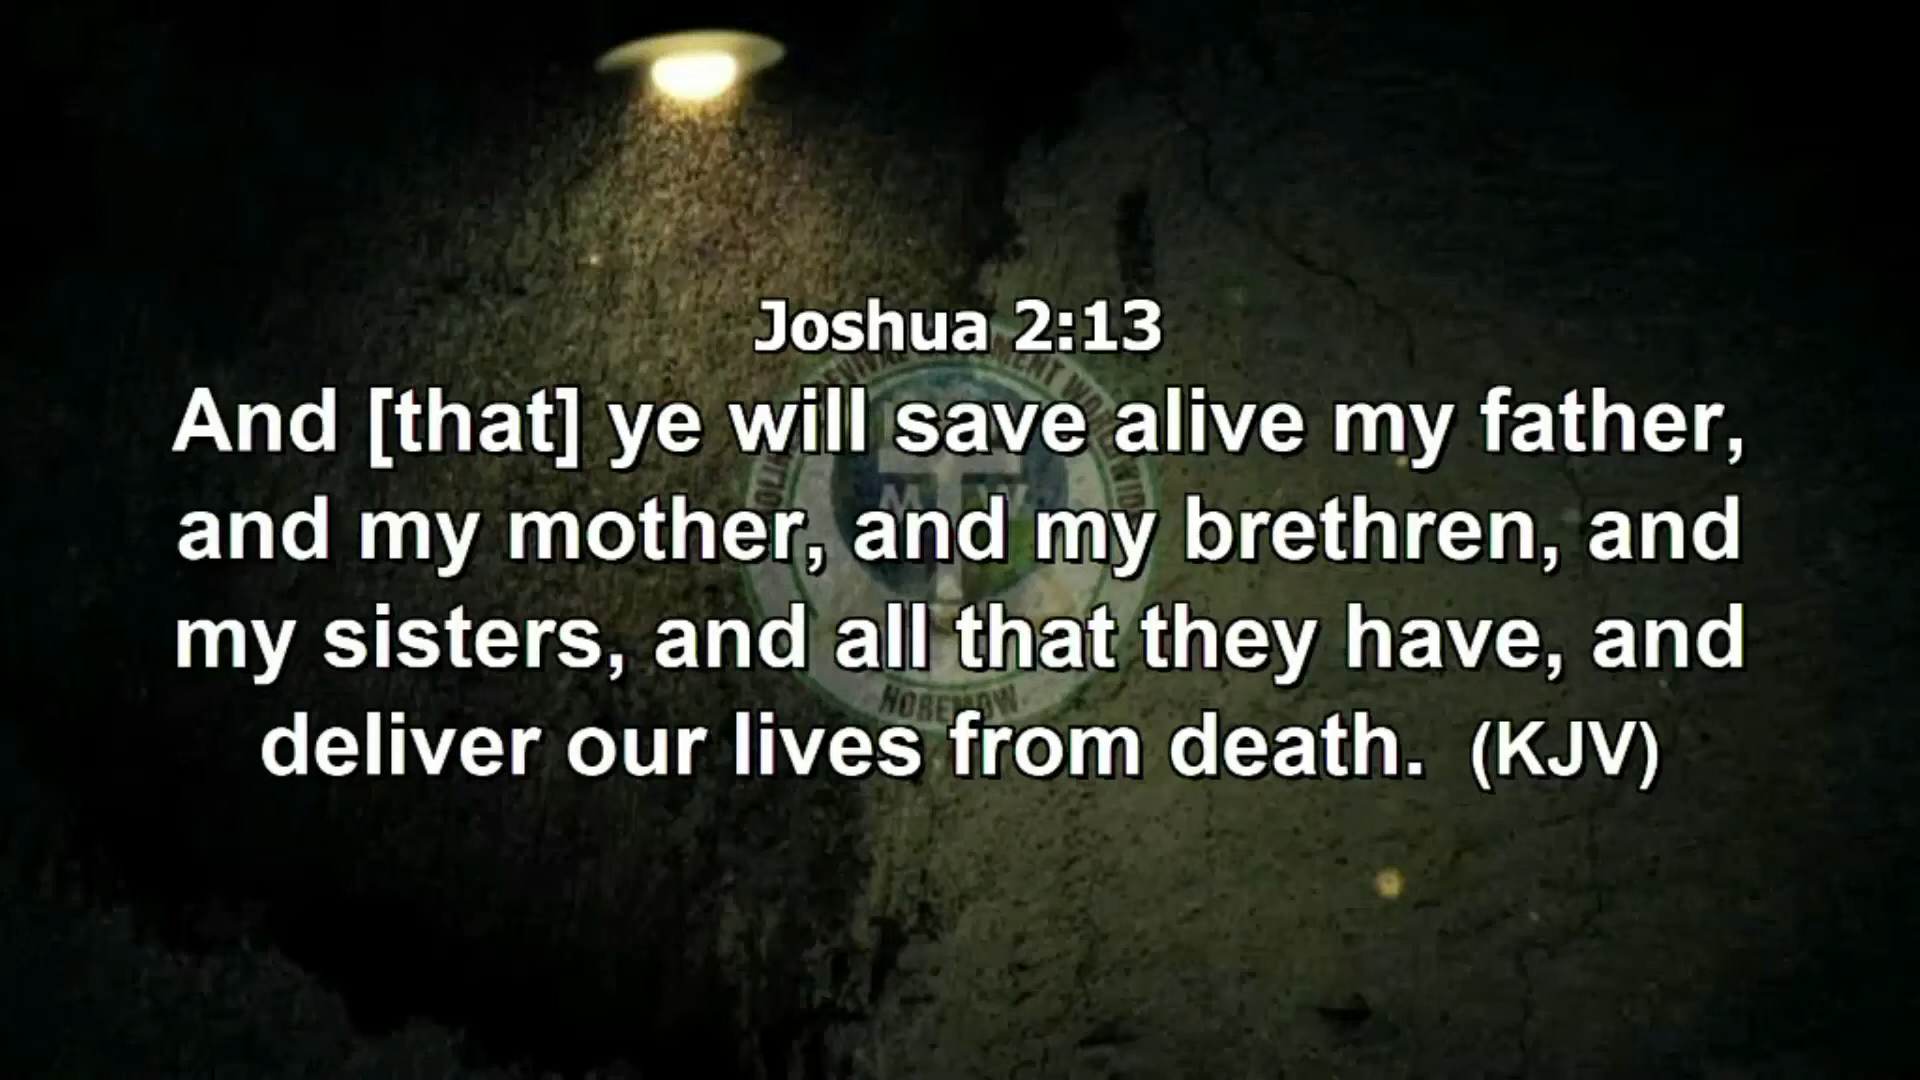 Joshua 2:13
And [that] ye will save alive my father,
and my mother, and my brethren, and
my sisters, and all that they have, and
deliver our lives from death. (KJV)
M T W